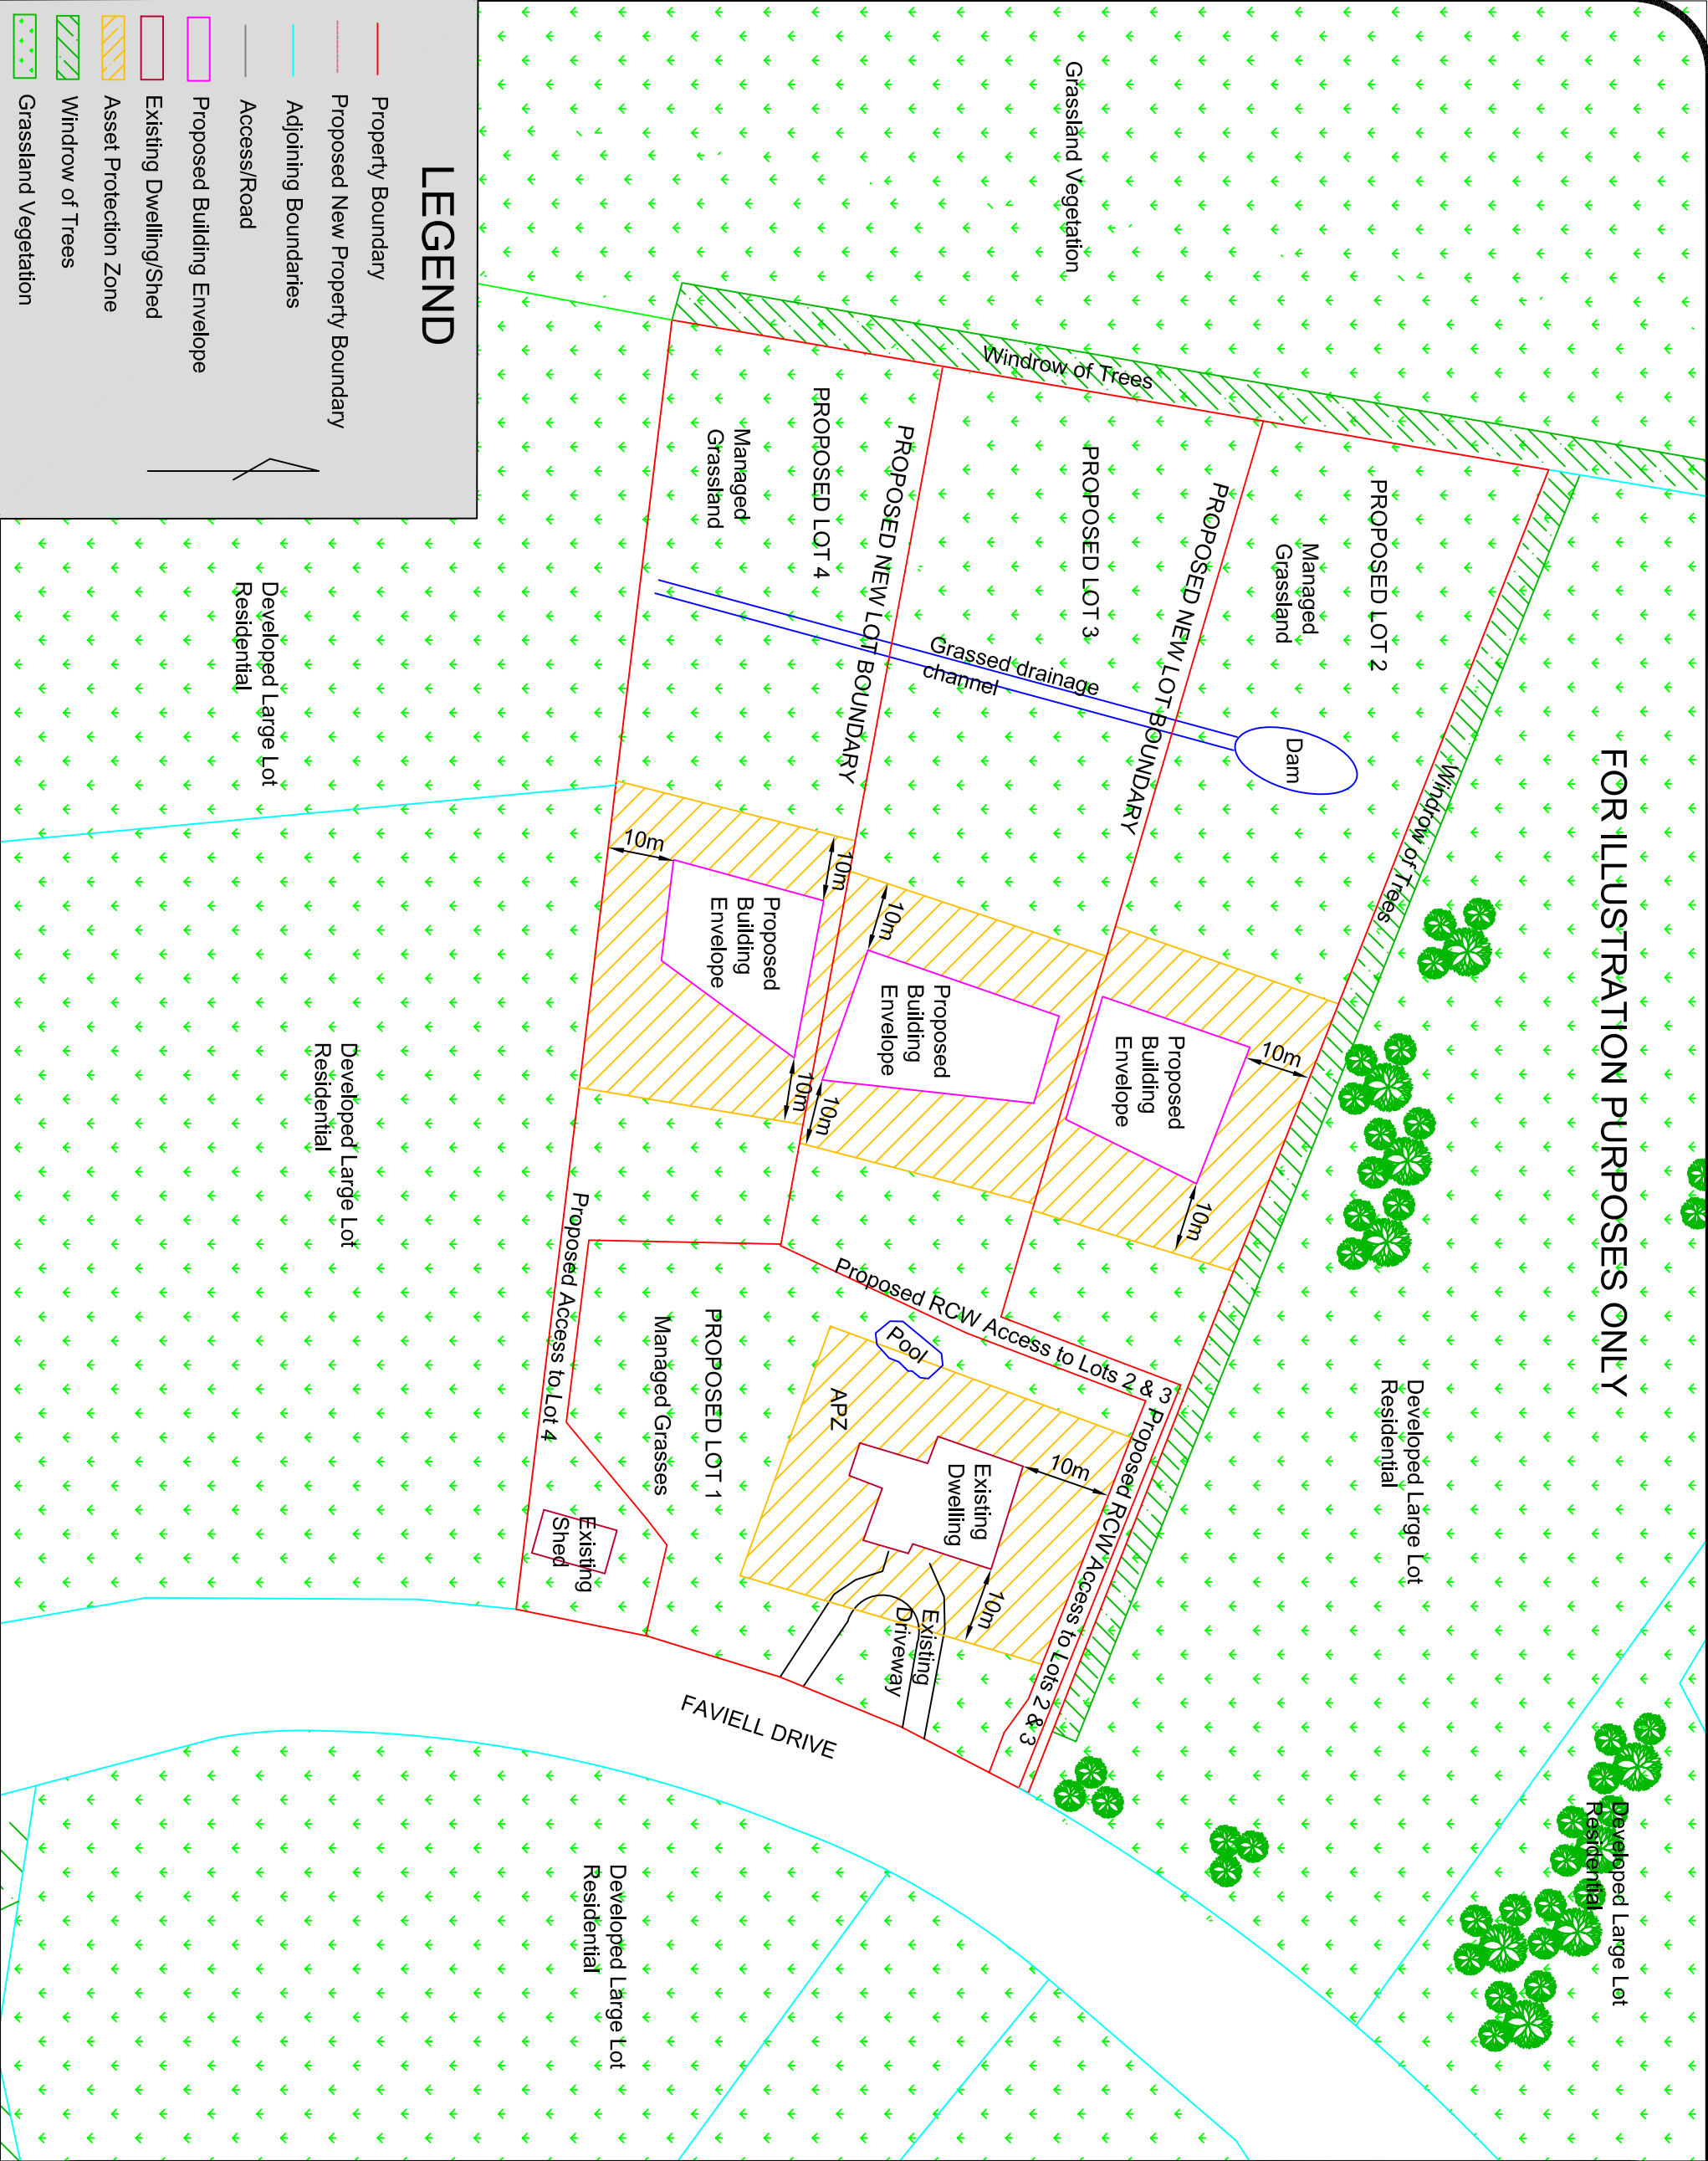 FOR ILLUSTRATION PURPOSES ONLY
Grassland Vegetation
Windrow of Trees
Windrow of Trees
PROPOSED LOT 2
Managed
Grassland
Dam
PROPOSED NEW LOT BOUNDARY
PROPOSED LOT 3
Grassed drainage
channel
PROPOSED NEW LOT BOUNDARY
PROPOSED LOT 4
Managed
Grassland
10m
Proposed
Building
Envelope
10m
10m
10m
Proposed
Building
Envelope
10m
10m
Proposed
Building
Envelope
10m
10m
Proposed RCW Access to Lots 2 & 3
Proposed RCW Access to Lots 2 & 3
Proposed Access to Lot 4
Pool
APZ
PROPOSED LOT 1
Managed Grasses
Existing
Dwelling
10m
10m
Existing
Driveway
Existing
Shed
FAVIELL DRIVE
Developed Large Lot
Residential
Developed Large Lot
Residential
Developed Large Lot
Residential
Developed Large Lot
Residential
Developed Large Lot
Residential
LEGEND
Property Boundary
Proposed New Property Boundary
Adjoining Boundaries
Access/Road
Proposed Building Envelope
Existing Dwelling/Shed
Asset Protection Zone
Windrow of Trees
Grassland Vegetation